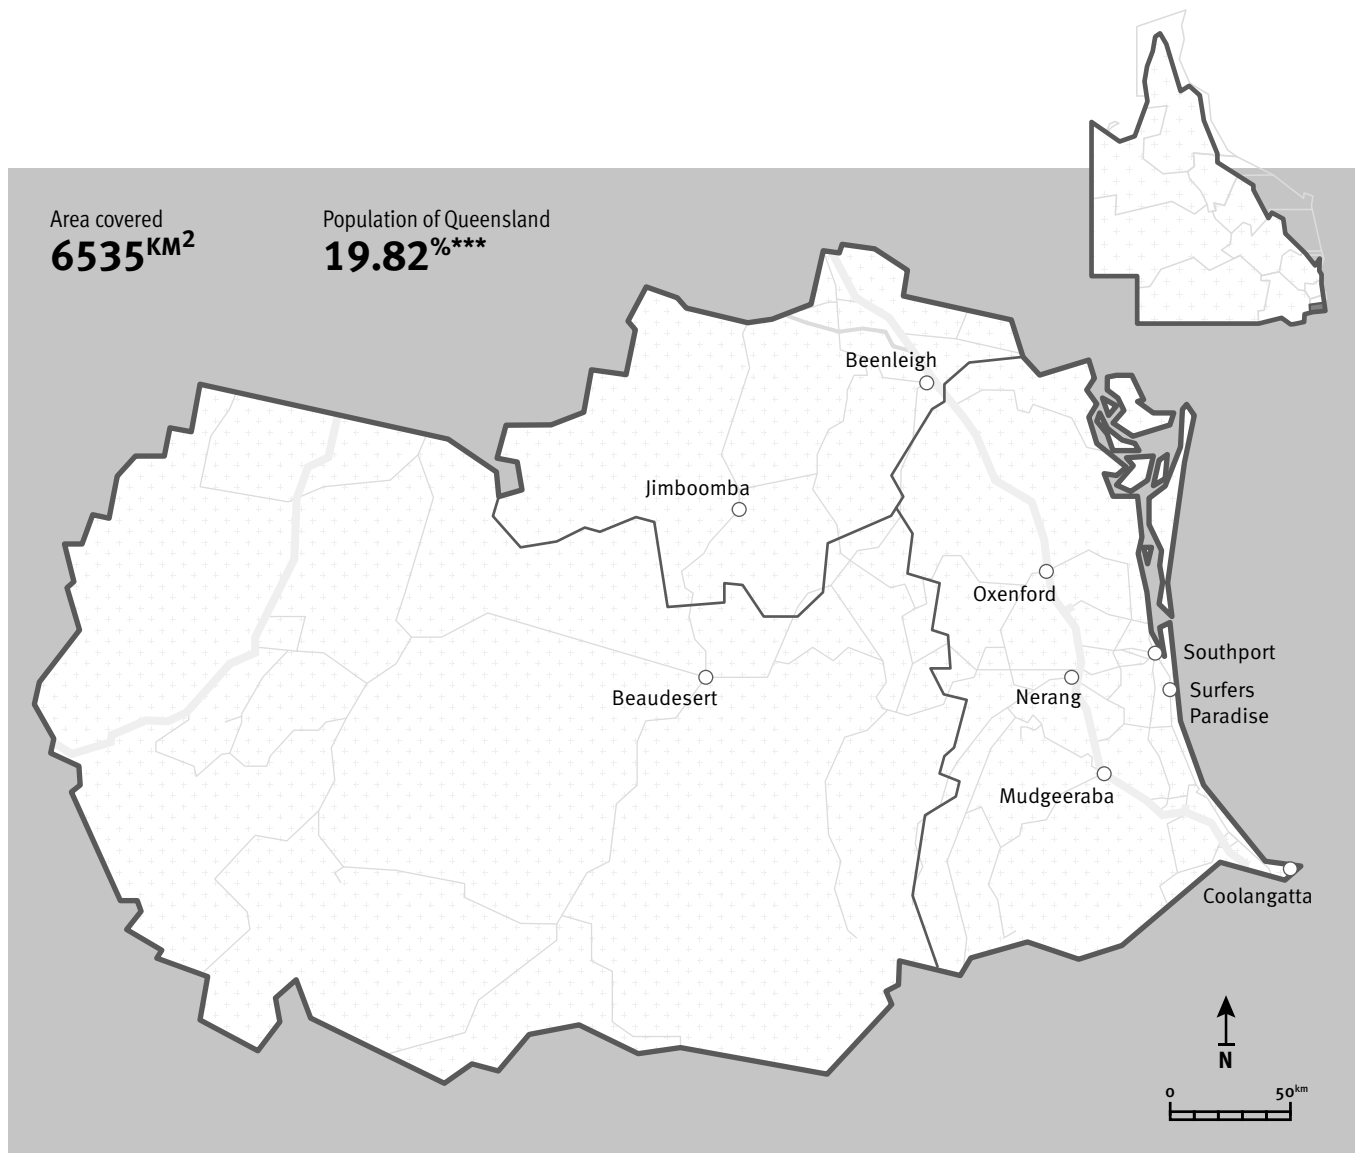 Area covered
6535KM2
Population of Queensland
19.82%***
Beenleigh
Jimboomba
Oxenford
Southport
Beaudesert
Nerang
Surfers
Paradise
Mudgeeraba
Coolangatta
N
0 50km